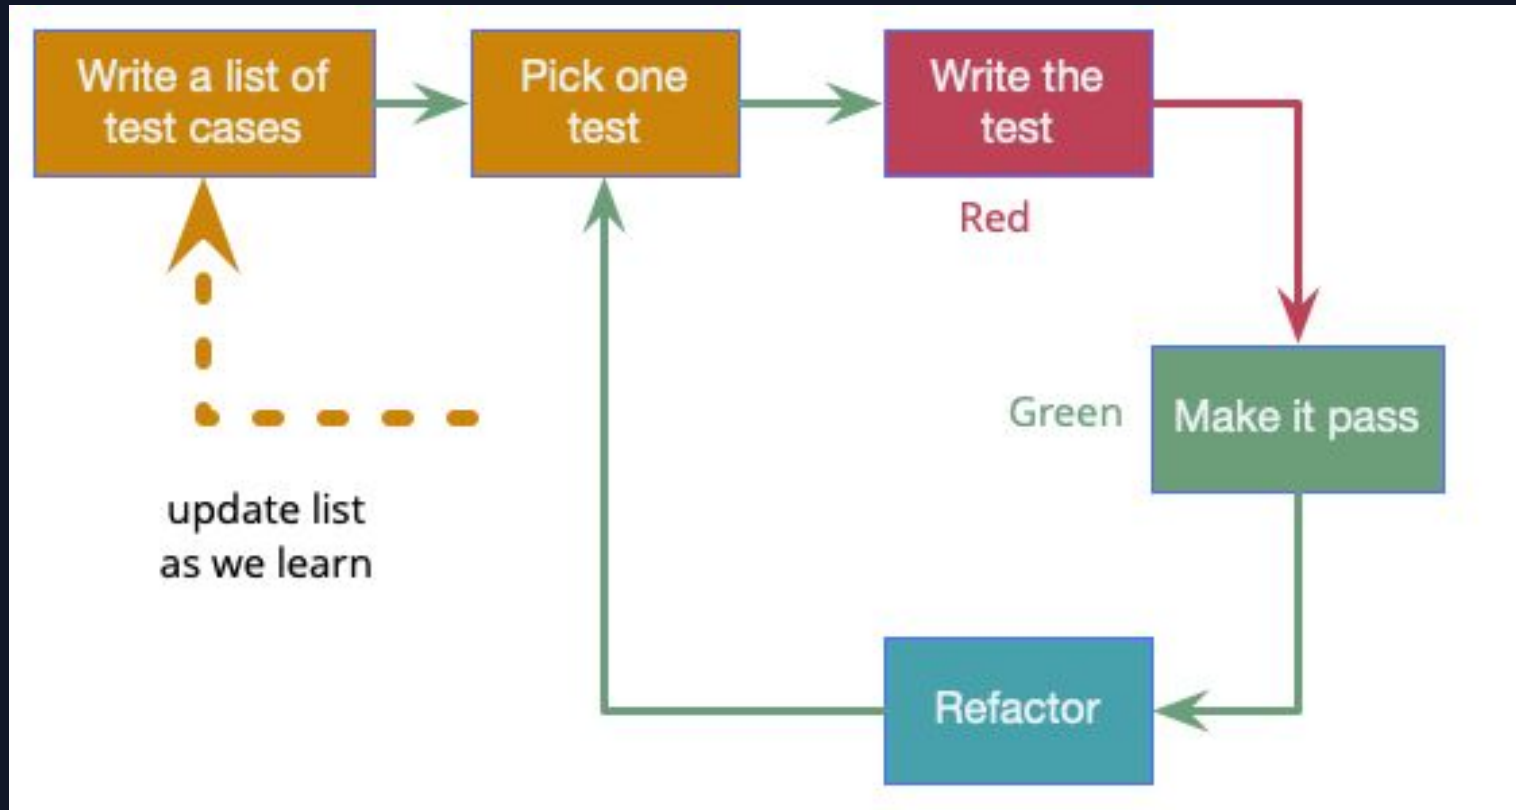 Write a list of
test cases
Pick one
test
Write the
test
Red
Green
Make it pass
update list
as we learn
Refactor